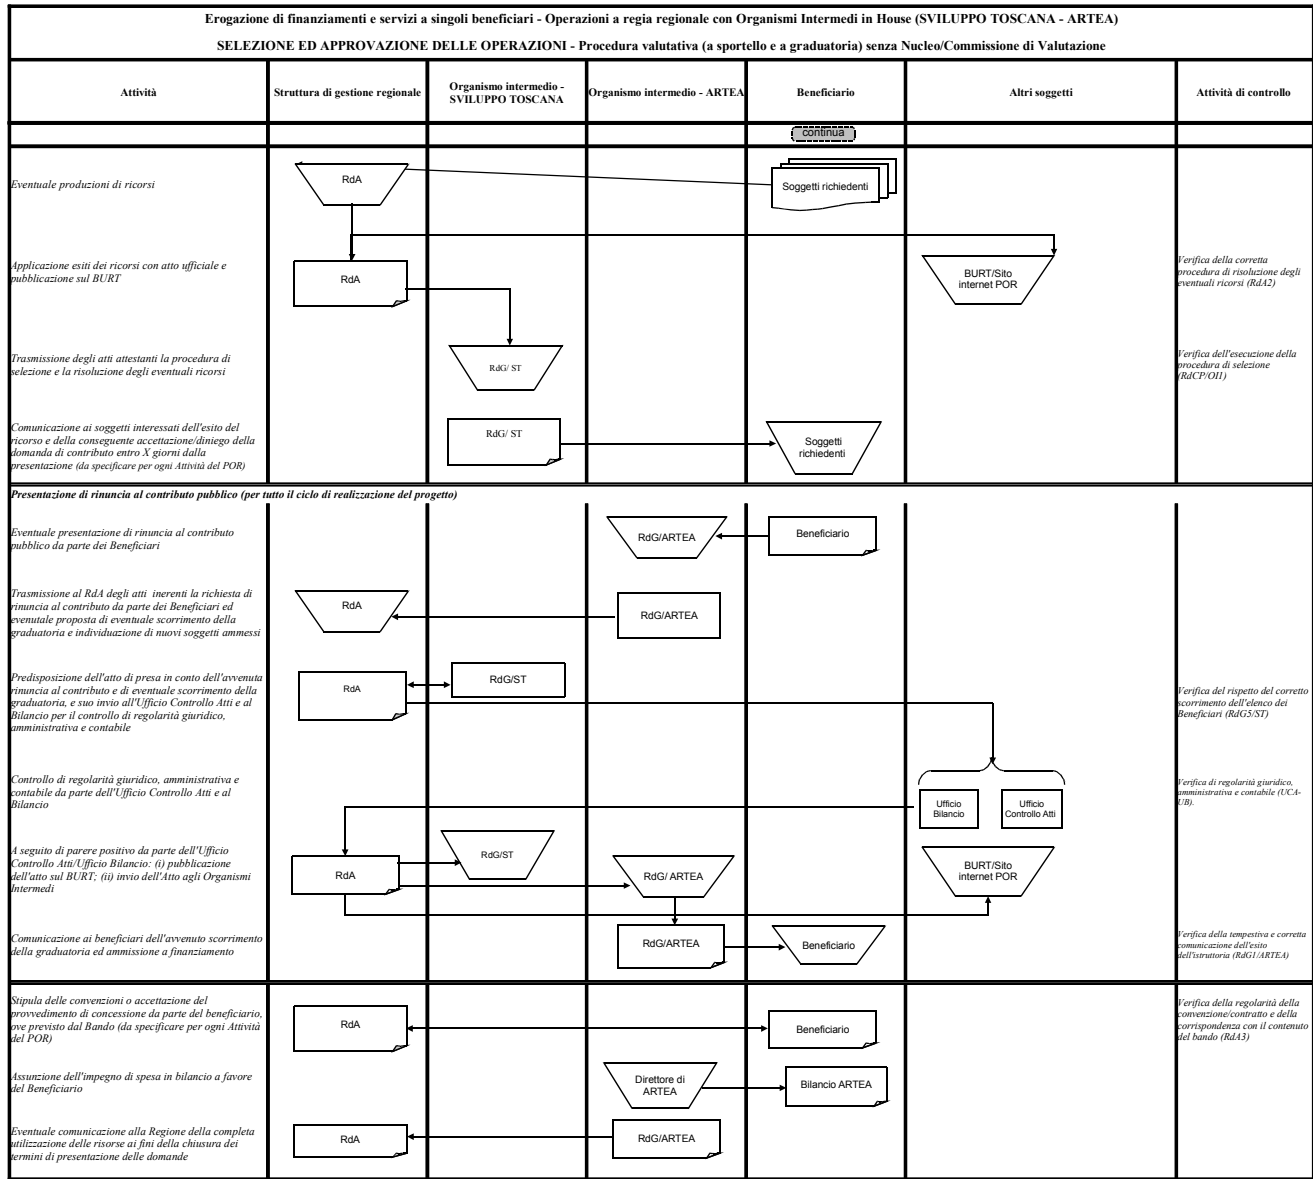 Erogazione di finanziamenti e servizi a singoli beneficiari - Operazioni a regia regionale con Organismi Intermedi in House (SVILUPPO TOSCANA - ARTEA)
SELEZIONE ED APPROVAZIONE DELLE OPERAZIONI - Procedura valutativa (a sportello e a graduatoria) senza Nucleo/Commissione di Valutazione
Attività
Struttura di gestione regionale
Organismo intermedio -
SVILUPPO TOSCANA
Organismo intermedio - ARTEA
Beneficiario
Altri soggetti
Attività di controllo
continua
Eventuale produzioni di ricorsi
RdA
Soggetti richiedenti
Applicazione esiti dei ricorsi con atto ufficiale e
pubblicazione sul BURT
RdA
BURT/Sito
internet POR
Verifica della corretta
procedura di risoluzione degli
eventuali ricorsi (RdA2)
Trasmissione degli atti attestanti la procedura di
selezione e la risoluzione degli eventuali ricorsi
RdG/ ST
Verifica dell'esecuzione della
procedura di selezione
(RdCP/OI1)
Comunicazione ai soggetti interessati dell'esito del
ricorso e della conseguente accettazione/diniego della
domanda di contributo entro X giorni dalla
presentazione (da specificare per ogni Attività del POR)
RdG/ ST
Soggetti
richiedenti
Presentazione di rinuncia al contributo pubblico (per tutto il ciclo di realizzazione del progetto)
Eventuale presentazione di rinuncia al contributo
pubblico da parte dei Beneficiari
RdG/ARTEA
Beneficiario
Trasmissione al RdA degli atti inerenti la richiesta di
rinuncia al contributo da parte dei Beneficiari ed
evenutale proposta di eventuale scorrimento della
graduatoria e individuazione di nuovi soggetti ammessi
RdA
RdG/ARTEA
Predisposizione dell'atto di presa in conto dell'avvenuta
rinuncia al contributo e di eventuale scorrimento della
graduatoria, e suo invio all'Ufficio Controllo Atti e al
Bilancio per il controllo di regolarità giuridico,
amministrativa e contabile
RdA
RdG/ST
Verifica del rispetto del corretto
scorrimento dell'elenco dei
Beneficiari (RdG5/ST)
Controllo di regolarità giuridico, amministrativa e
contabile da parte dell'Ufficio Controllo Atti e al
Bilancio
Ufficio
Bilancio
Ufficio
Controllo Atti
Verifica di regolarità giuridico,
amministrativa e contabile (UCA-
UB).
A seguito di parere positivo da parte dell'Ufficio
Controllo Atti/Ufficio Bilancio: (i) pubblicazione
dell'atto sul BURT; (ii) invio dell'Atto agli Organismi
Intermedi
RdA
RdG/ST
RdG/ ARTEA
BURT/Sito
internet POR
Comunicazione ai beneficiari dell'avvenuto scorrimento
della graduatoria ed ammissione a finanziamento
RdG/ARTEA
Beneficiario
Verifica della tempestiva e corretta
comunicazione dell'esito
dell'istruttoria (RdG1/ARTEA)
Stipula delle convenzioni o accettazione del
provvedimento di concessione da parte del beneficiario,
ove previsto dal Bando (da specificare per ogni Attività
del POR)
RdA
Beneficiario
Verifica della regolarità della
convenzione/contratto e della
corrispondenza con il contenuto
del bando (RdA3)
Assunzione dell'impegno di spesa in bilancio a favore
del Beneficiario
Direttore di
ARTEA
Bilancio ARTEA
Eventuale comunicazione alla Regione della completa
utilizzazione delle risorse ai fini della chiusura dei
termini di presentazione delle domande
RdA
RdG/ARTEA